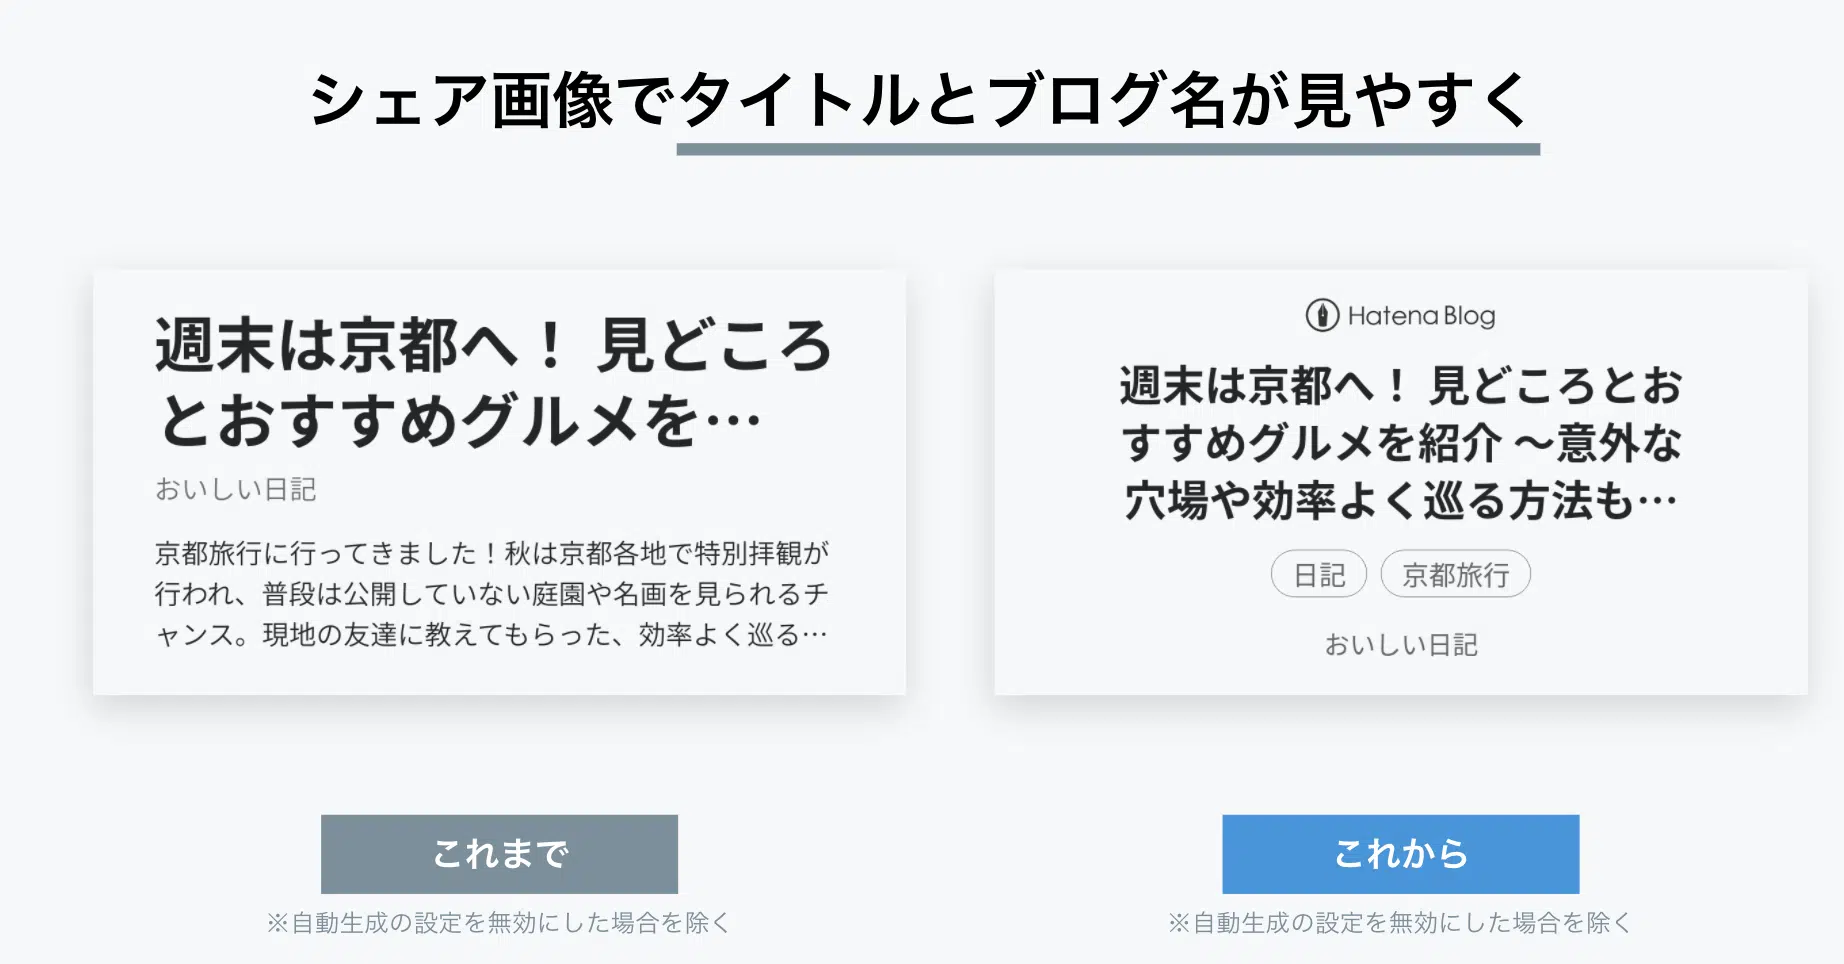 シェア画像でタイトルとブログ名が見やすく
週末は京都へ！ 見どころ
とおすすめグルメを…
おいしい日記
京都旅行に行ってきました！秋は京都各地で特別拝観が
行われ、普段は公開していない庭園や名画を見られるチ
ャンス。現地の友達に教えてもらった、効率よく巡る…
これまで
※自動生成の設定を無効にした場合を除く
Hatena Blog
週末は京都へ！ 見どころとお
すすめグルメを紹介 〜意外な
穴場や効率よく巡る方法も…
日記 京都旅行
おいしい日記
これから
※自動生成の設定を無効にした場合を除く